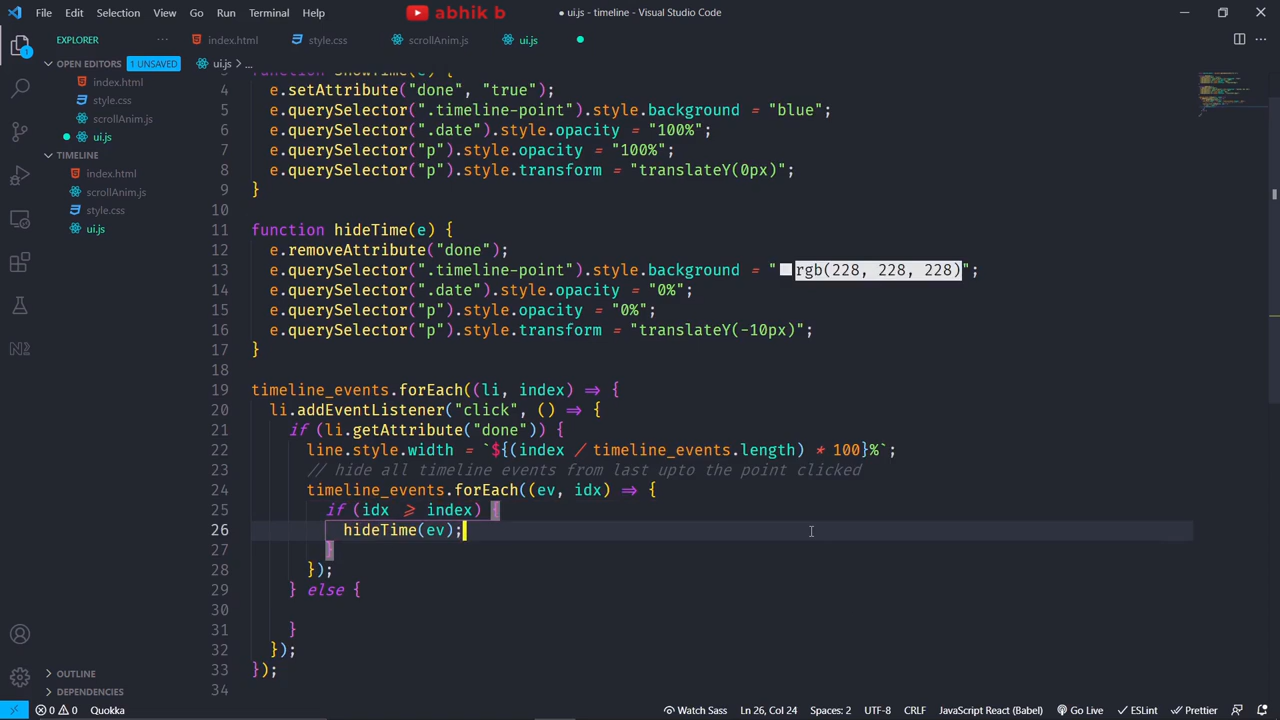 File Edit Selection View Go Run Terminal Help
abhik b
● ui.js - timeline - Visual Studio Code
EXPLORER
index.html style.css scrollAnim.js ui.js
OPEN EDITORS 1 UNSAVED
ui.js > ...
index.html
style.css
scrollAnim.js
ui.js
TIMELINE
index.html
scrollAnim.js
style.css
ui.js
4 e.setAttribute("done", "true");
5 e.querySelector(".timeline-point").style.background = "blue";
6 e.querySelector(".date").style.opacity = "100%";
7 e.querySelector("p").style.opacity = "100%";
8 e.querySelector("p").style.transform = "translateY(0px)";
9 }
10
11 function hideTime(e) {
12 e.removeAttribute("done");
13 e.querySelector(".timeline-point").style.background = "rgb(228, 228, 228)";
14 e.querySelector(".date").style.opacity = "0%";
15 e.querySelector("p").style.opacity = "0%";
16 e.querySelector("p").style.transform = "translateY(-10px)";
17 }
18
19 timeline_events.forEach((li, index) => {
20 li.addEventListener("click", () => {
21 if (li.getAttribute("done")) {
22 line.style.width = `${(index / timeline_events.length) * 100}%`;
23 // hide all timeline events from last upto the point clicked
24 timeline_events.forEach((ev, idx) => {
25 if (idx >= index) {
26 hideTime(ev);
27 }
28 });
29 } else {
30
31 }
32 });
33 });
34
OUTLINE
DEPENDENCIES
0 0 Quokka
Watch Sass Ln 26, Col 24 Spaces: 2 UTF-8 CRLF JavaScript React (Babel) Go Live ESLint Prettier